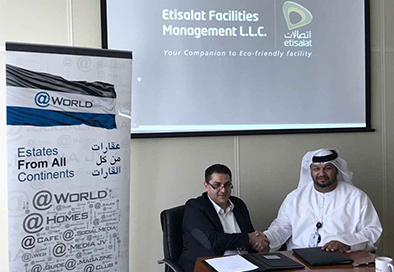 Etisalat Facilities
Management L.L.C.
Your Companion to Eco-friendly facility
اتصالات
etisalat
@WORLD
Estates
From All
Continents
عقارات
من كل
القارات
@WORLD
@HOMES
@CAFE @SOCIAL MEDIA
@MEDIA JV
@GUIDE @MAGAZINE
@CLUB